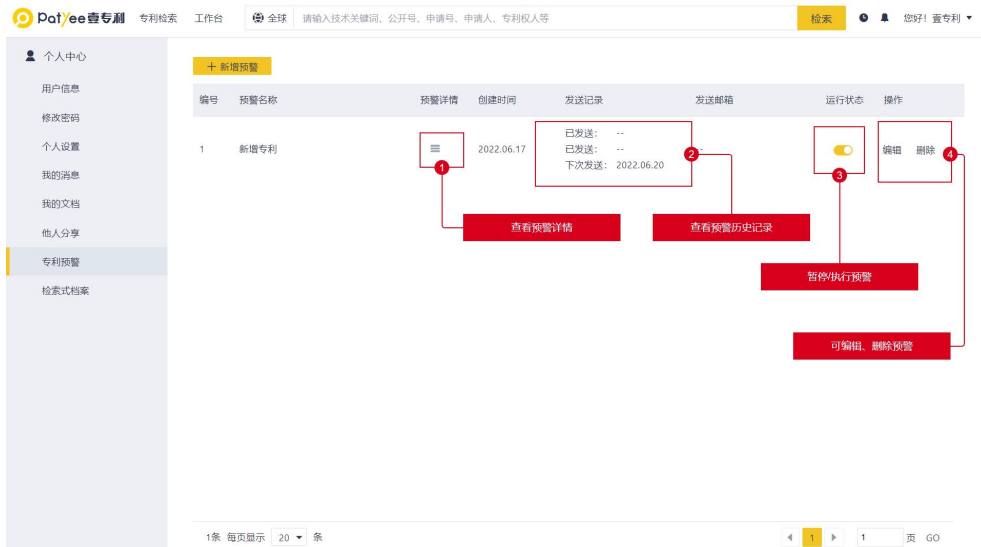 Patyee壹专利 专利检索 工作台 全球 请输入技术关键词、公开号、申请号、申请人、专利权人等 检索 您好！壹专利
个人中心
用户信息
修改密码
个人设置
我的消息
我的文档
他人分享
专利预警
检索式档案
+ 新增预警
编号 预警名称 预警详情 创建时间 发送记录 发送邮箱 运行状态 操作
1 新增专利 2022.06.17
已发送： --
已发送： --
下次发送： 2022.06.20
--
编辑 删除
1
2
3
4
查看预警详情
查看预警历史记录
暂停/执行预警
可编辑、删除预警
1条 每页显示 20 条
1 1 页 GO